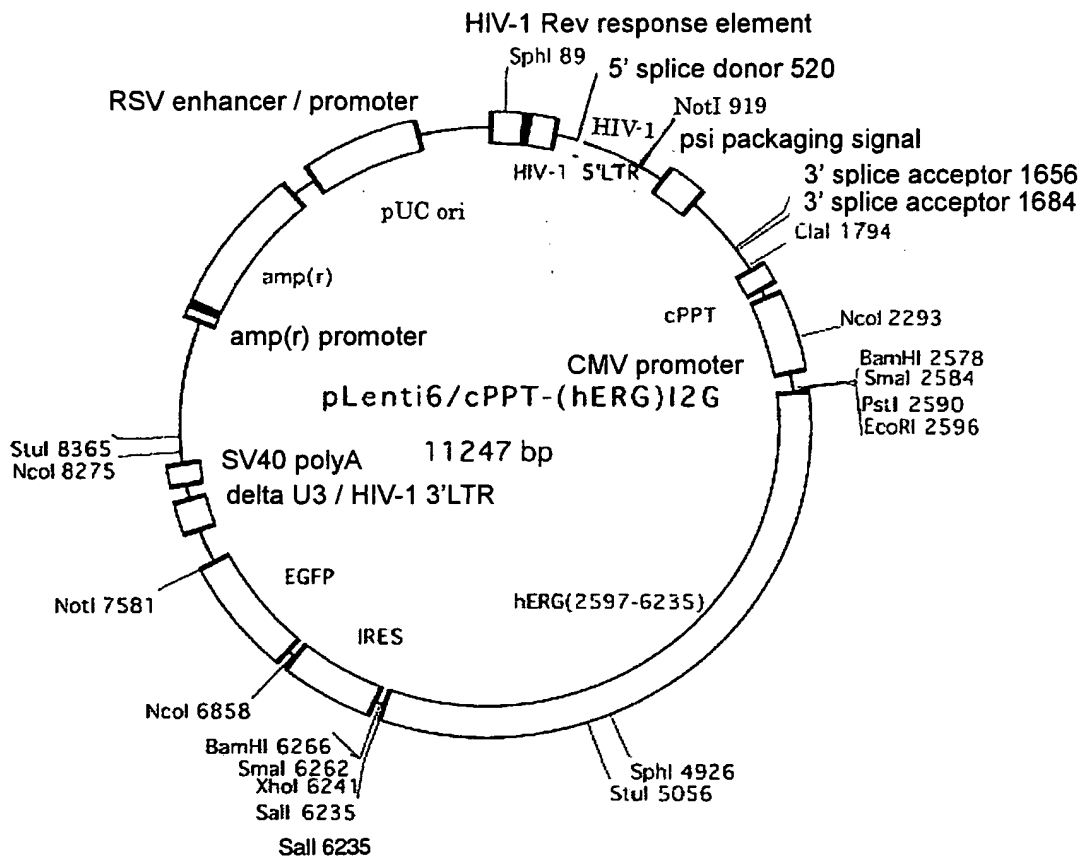 HIV-1 Rev response element
SphI 89
5' splice donor 520
RSV enhancer / promoter
HIV-1
NotI 919
psi packaging signal
HIV-1 5'LTR
3' splice acceptor 1656
3' splice acceptor 1684
ClaI 1794
pUC ori
amp(r)
cPPT
NcoI 2293
amp(r) promoter
CMV promoter
BamHI 2578
SmaI 2584
PstI 2590
EcoRI 2596
pLenti6/cPPT-(hERG)I2G
11247 bp
StuI 8365
NcoI 8275
SV40 polyA
delta U3 / HIV-1 3'LTR
EGFP
NotI 7581
hERG(2597-6235)
IRES
NcoI 6858
BamHI 6266
SmaI 6262
XhoI 6241
SalI 6235
SalI 6235
SphI 4926
StuI 5056